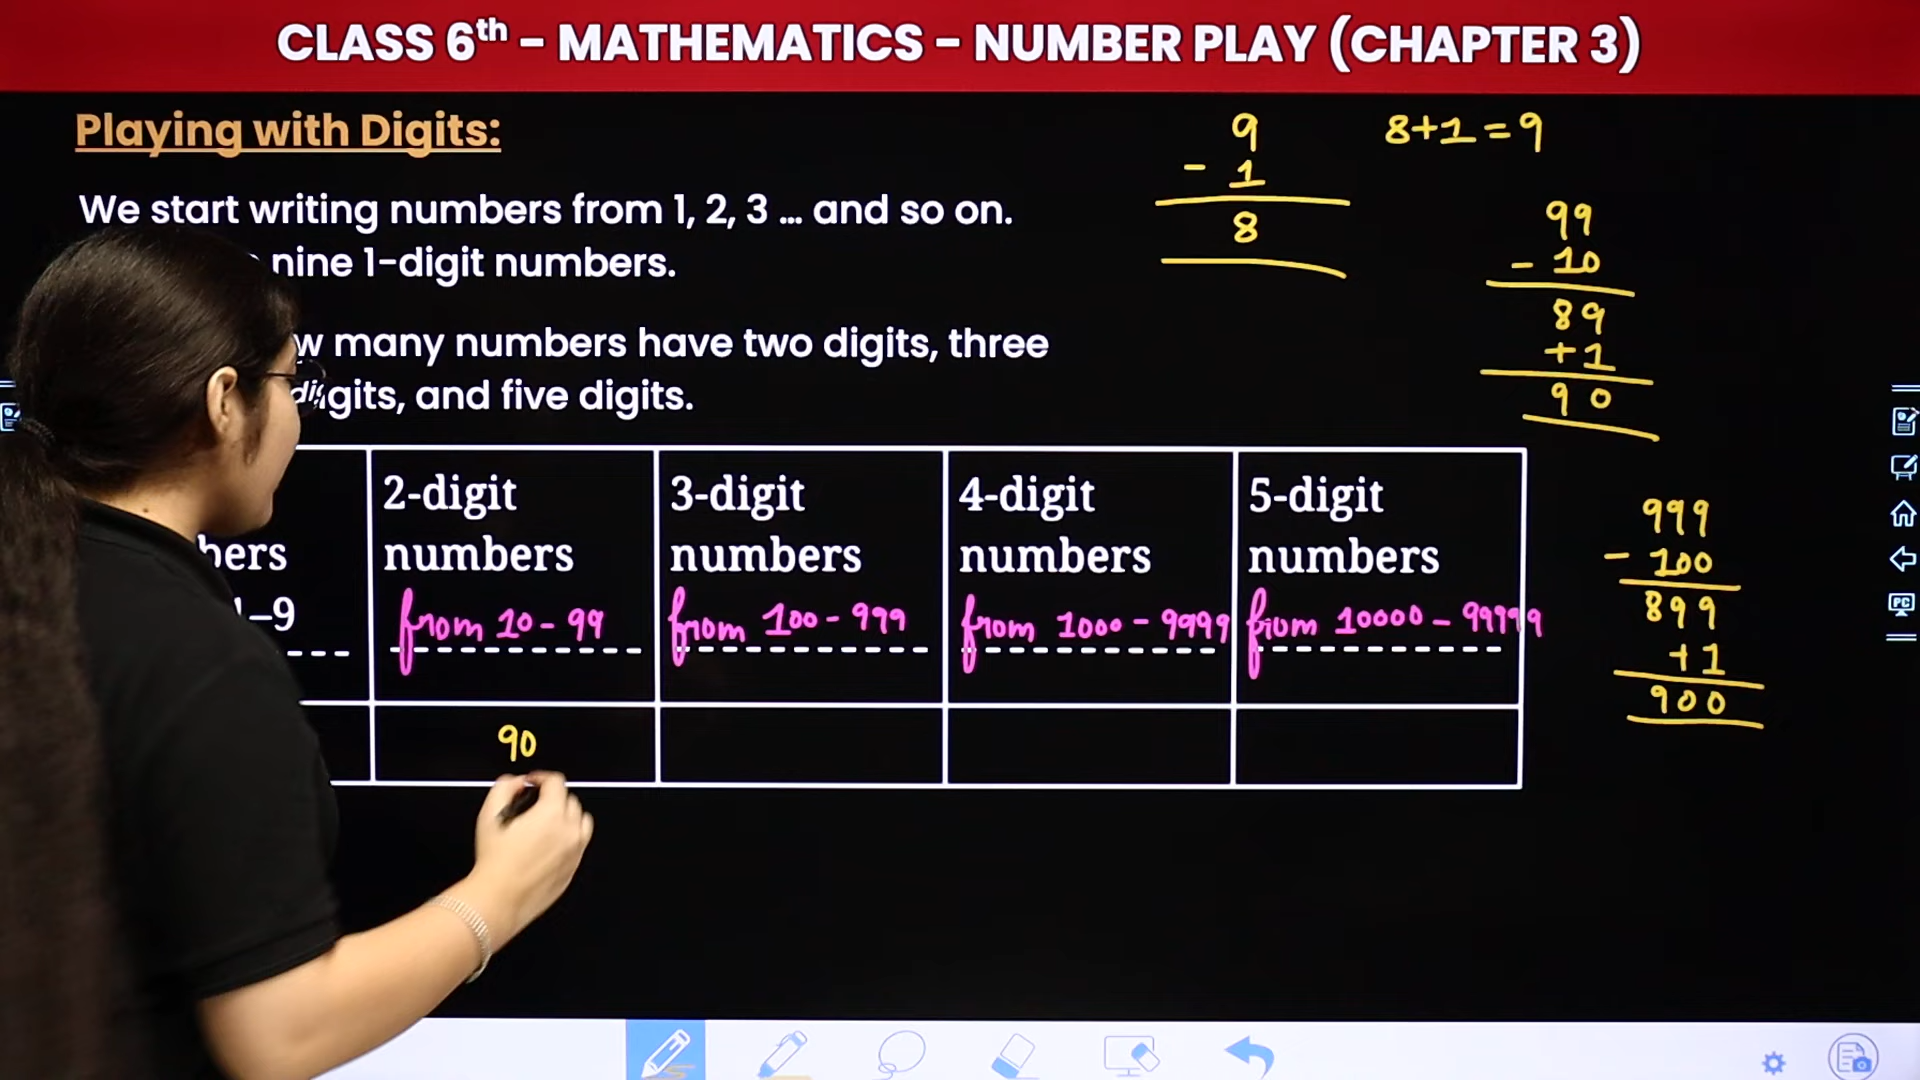 CLASS 6th - MATHEMATICS - NUMBER PLAY (CHAPTER 3)
Playing with Digits:
We start writing numbers from 1, 2, 3 ... and so on.
nine 1-digit numbers.
many numbers have two digits, three
digits, and five digits.
9
- 1
8
8+1=9
99
- 10
89
+1
90
999
- 100
899
+1
900
1–9
2-digit numbers
from 10 - 99
3-digit numbers
from 100 - 999
4-digit numbers
from 1000 - 9999
5-digit numbers
from 10000 - 99999
90
PC